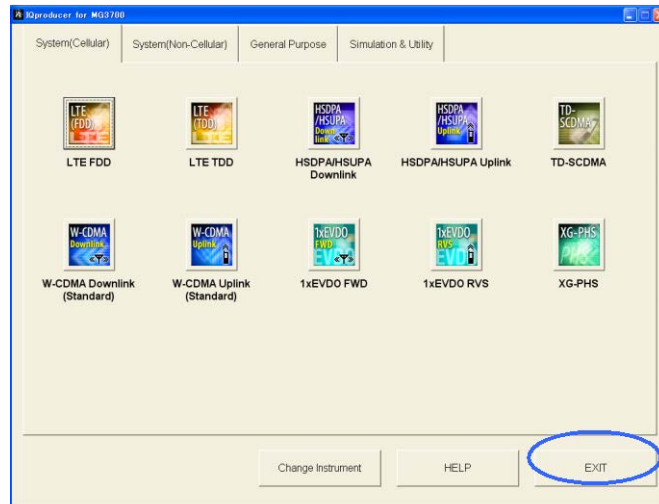 IQproducer for MG3700
System(Cellular)
System(Non-Cellular)
General Purpose
Simulation & Utility
LTE
(FDD)
LTE
(TDD)
HSDPA
/HSUPA
Down
link
HSDPA
/HSUPA
Uplink
TD-
SCDMA
LTE FDD
LTE TDD
HSDPA/HSUPA
Downlink
HSDPA/HSUPA Uplink
TD-SCDMA
W-CDMA
Downlink
W-CDMA
Uplink
1xEVDO
FWD
EVD
1xEVDO
RVS
EVD
XG-PHS
PHS
W-CDMA Downlink
(Standard)
W-CDMA Uplink
(Standard)
1xEVDO FWD
1xEVDO RVS
XG-PHS
Change Instrument
HELP
EXIT